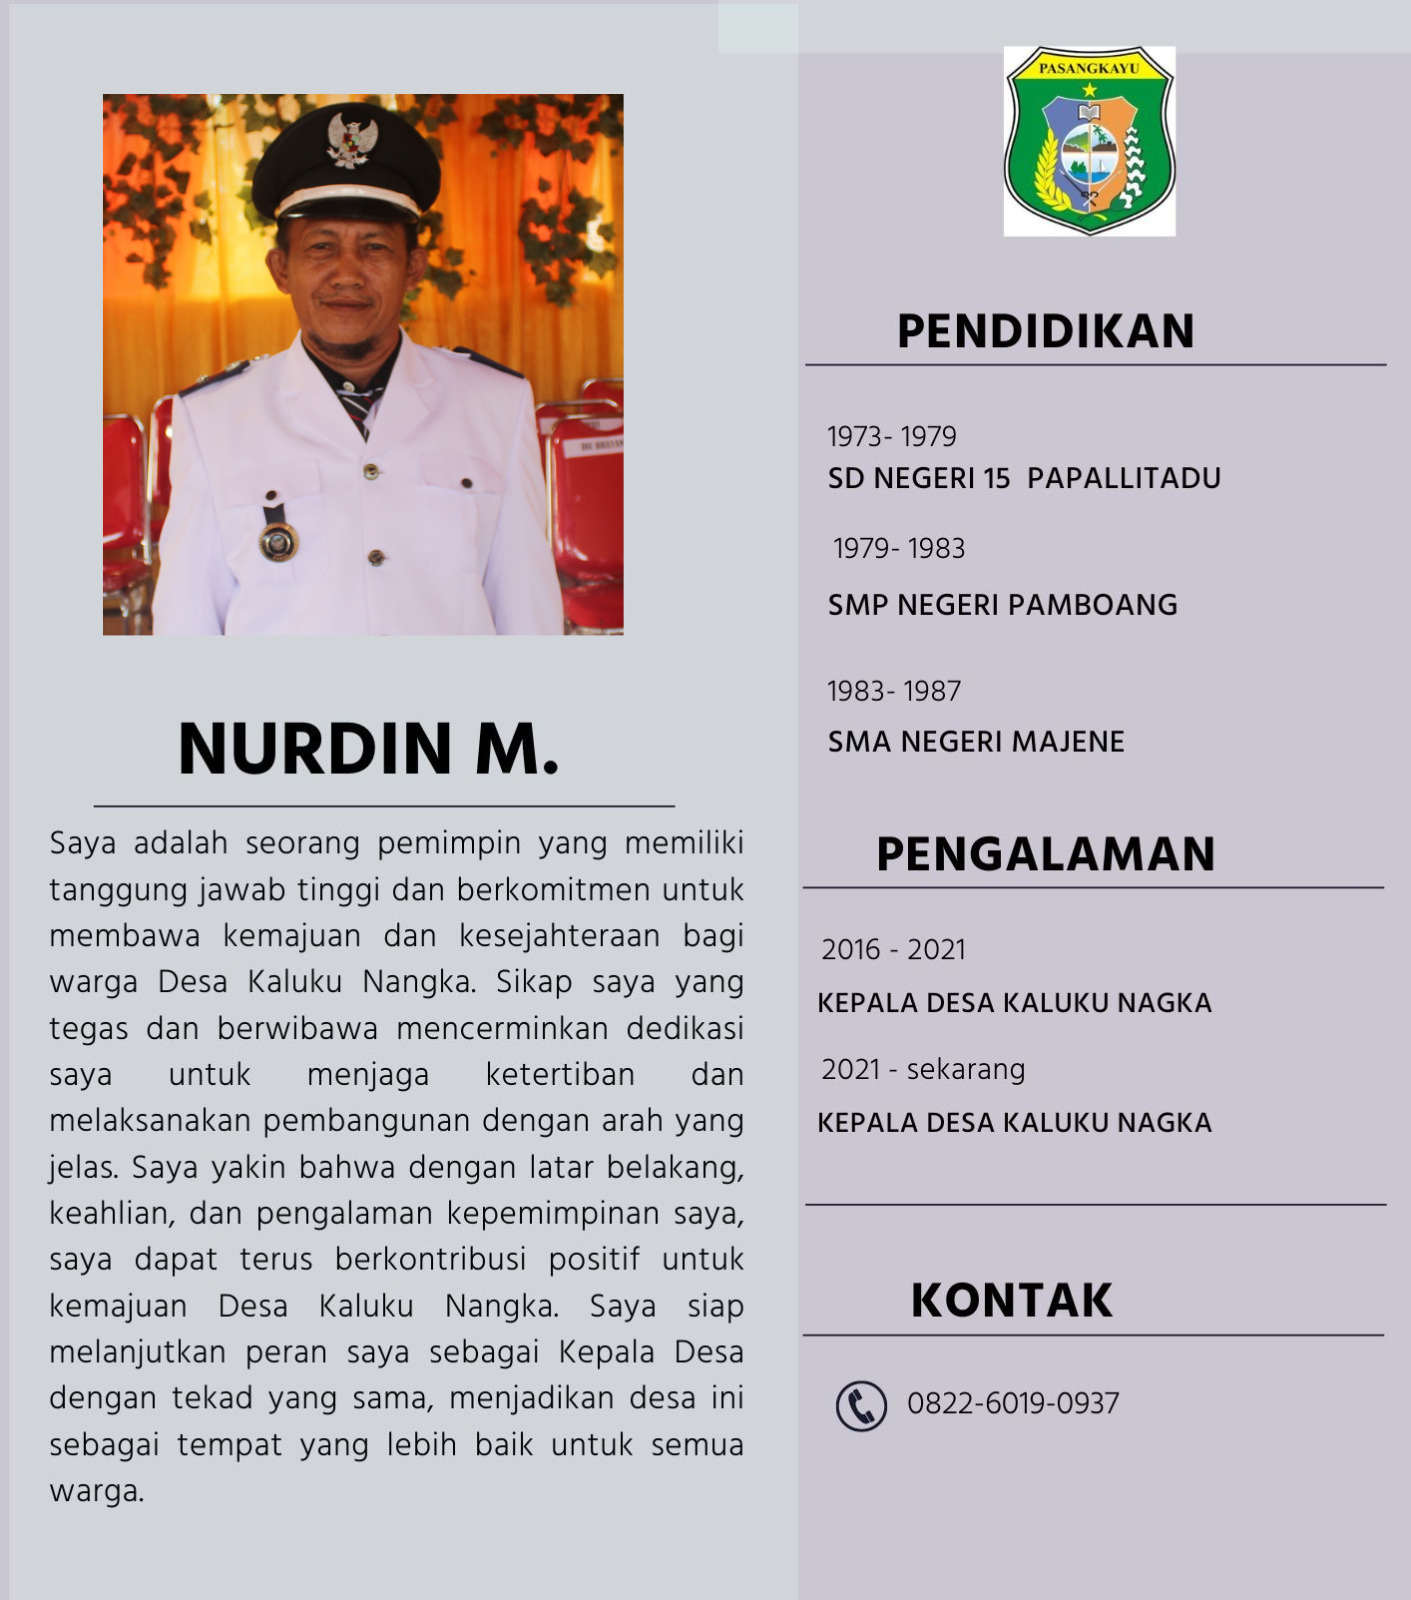 NURDIN M.
Saya adalah seorang pemimpin yang memiliki
tanggung jawab tinggi dan berkomitmen untuk
membawa kemajuan dan kesejahteraan bagi
warga Desa Kaluku Nangka. Sikap saya yang
tegas dan berwibawa mencerminkan dedikasi
saya untuk menjaga ketertiban dan
melaksanakan pembangunan dengan arah yang
jelas. Saya yakin bahwa dengan latar belakang,
keahlian, dan pengalaman kepemimpinan saya,
saya dapat terus berkontribusi positif untuk
kemajuan Desa Kaluku Nangka. Saya siap
melanjutkan peran saya sebagai Kepala Desa
dengan tekad yang sama, menjadikan desa ini
sebagai tempat yang lebih baik untuk semua
warga.
PASANGKAYU
PENDIDIKAN
1973- 1979
SD NEGERI 15 PAPALLITADU
1979- 1983
SMP NEGERI PAMBOANG
1983- 1987
SMA NEGERI MAJENE
PENGALAMAN
2016 - 2021
KEPALA DESA KALUKU NAGKA
2021 - sekarang
KEPALA DESA KALUKU NAGKA
KONTAK
0822-6019-0937